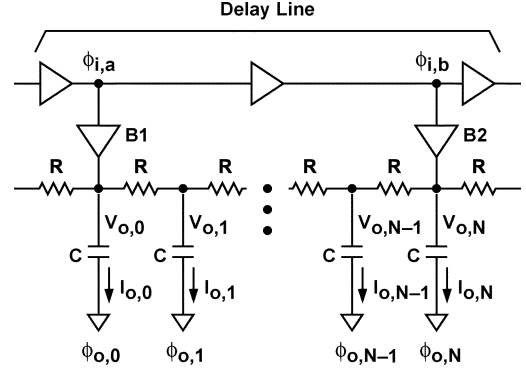 Delay Line
ϕi,a ϕi,b
B1 B2
R R R R R R
Vo,0 Vo,1 Vo,N–1 Vo,N
C C C C
Io,0 Io,1 Io,N–1 Io,N
ϕo,0 ϕo,1 ϕo,N–1 ϕo,N